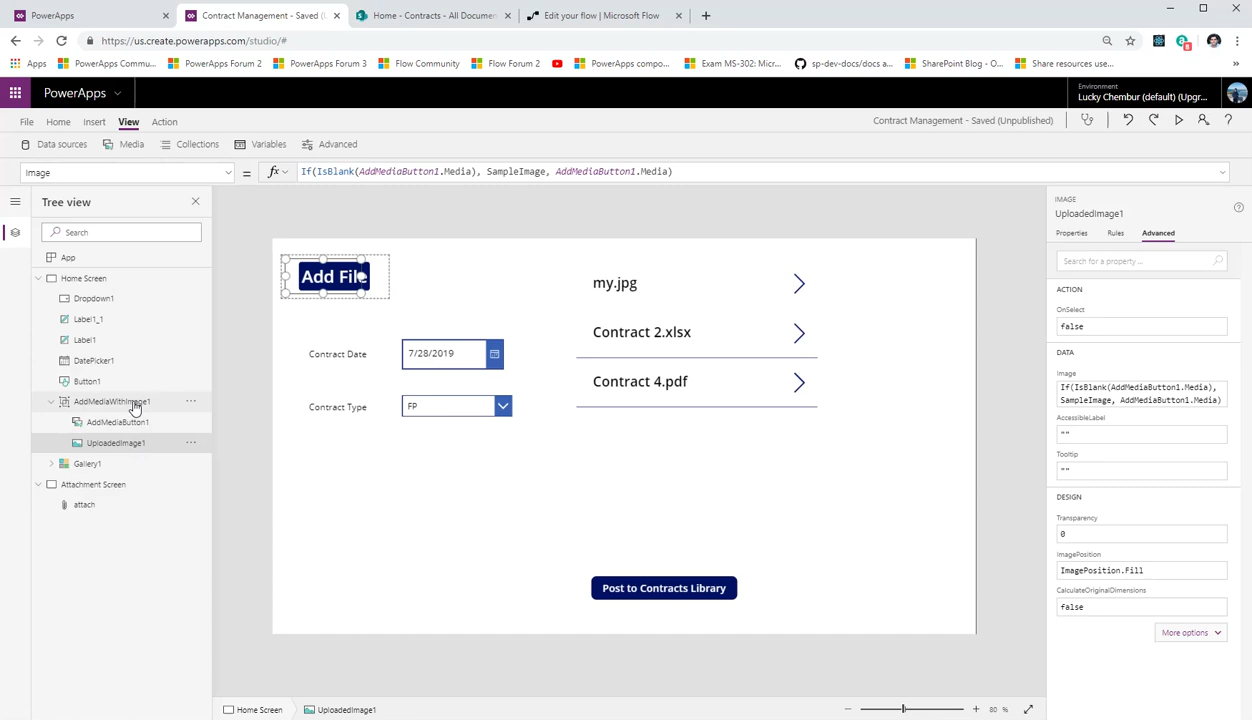 PowerApps
Contract Management - Saved (Unpubl
Home - Contracts - All Documen
Edit your flow | Microsoft Flow
https://us.create.powerapps.com/studio/#
Apps
PowerApps Commu...
PowerApps Forum 2
PowerApps Forum 3
Flow Community
Flow Forum 2
PowerApps compo...
Exam MS-302: Micr...
sp-dev-docs/docs a...
SharePoint Blog - O...
Share resources use...
PowerApps
Environment
Lucky Chembur (default) (Upgr...
File
Home
Insert
View
Action
Contract Management - Saved (Unpublished)
Data sources
Media
Collections
Variables
Advanced
Image
= fx If(IsBlank(AddMediaButton1.Media), SampleImage, AddMediaButton1.Media)
Tree view
Search
App
Home Screen
Dropdown1
Label1_1
Label1
DatePicker1
Button1
AddMediaWithImage1
AddMediaButton1
UploadedImage1
Gallery1
Attachment Screen
attach
Add File
Contract Date
7/28/2019
Contract Type
FP
my.jpg
Contract 2.xlsx
Contract 4.pdf
Post to Contracts Library
IMAGE
UploadedImage1
Properties
Rules
Advanced
Search for a property ...
ACTION
OnSelect
false
DATA
Image
If(IsBlank(AddMediaButton1.Media),
SampleImage, AddMediaButton1.Media)
AccessibleLabel
""
Tooltip
""
DESIGN
Transparency
0
ImagePosition
ImagePosition.Fill
CalculateOriginalDimensions
false
More options
Home Screen
UploadedImage1
80 %